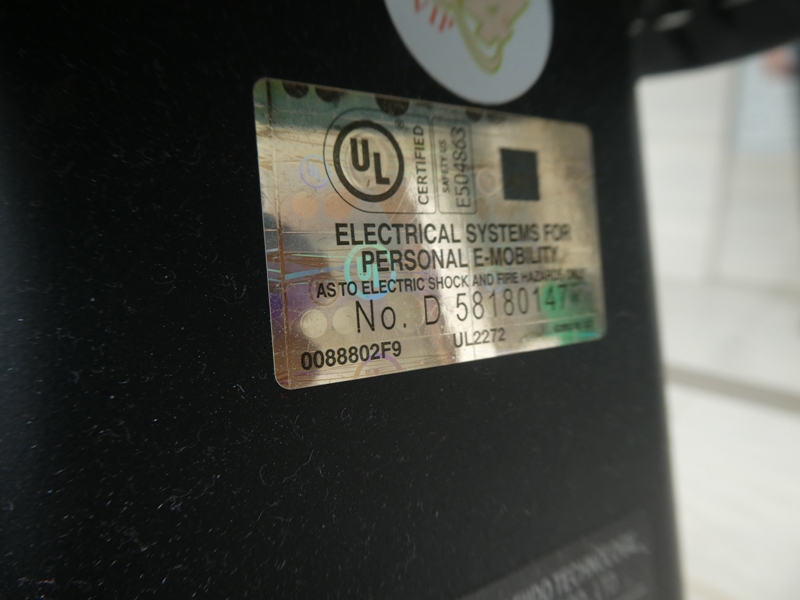 VIP
UL
CERTIFIED
SAFETY US
E504863
ELECTRICAL SYSTEMS FOR
PERSONAL E-MOBILITY
AS TO ELECTRIC SHOCK AND FIRE HAZARDS ONLY
No. D 58180147
0088802F9
UL2272